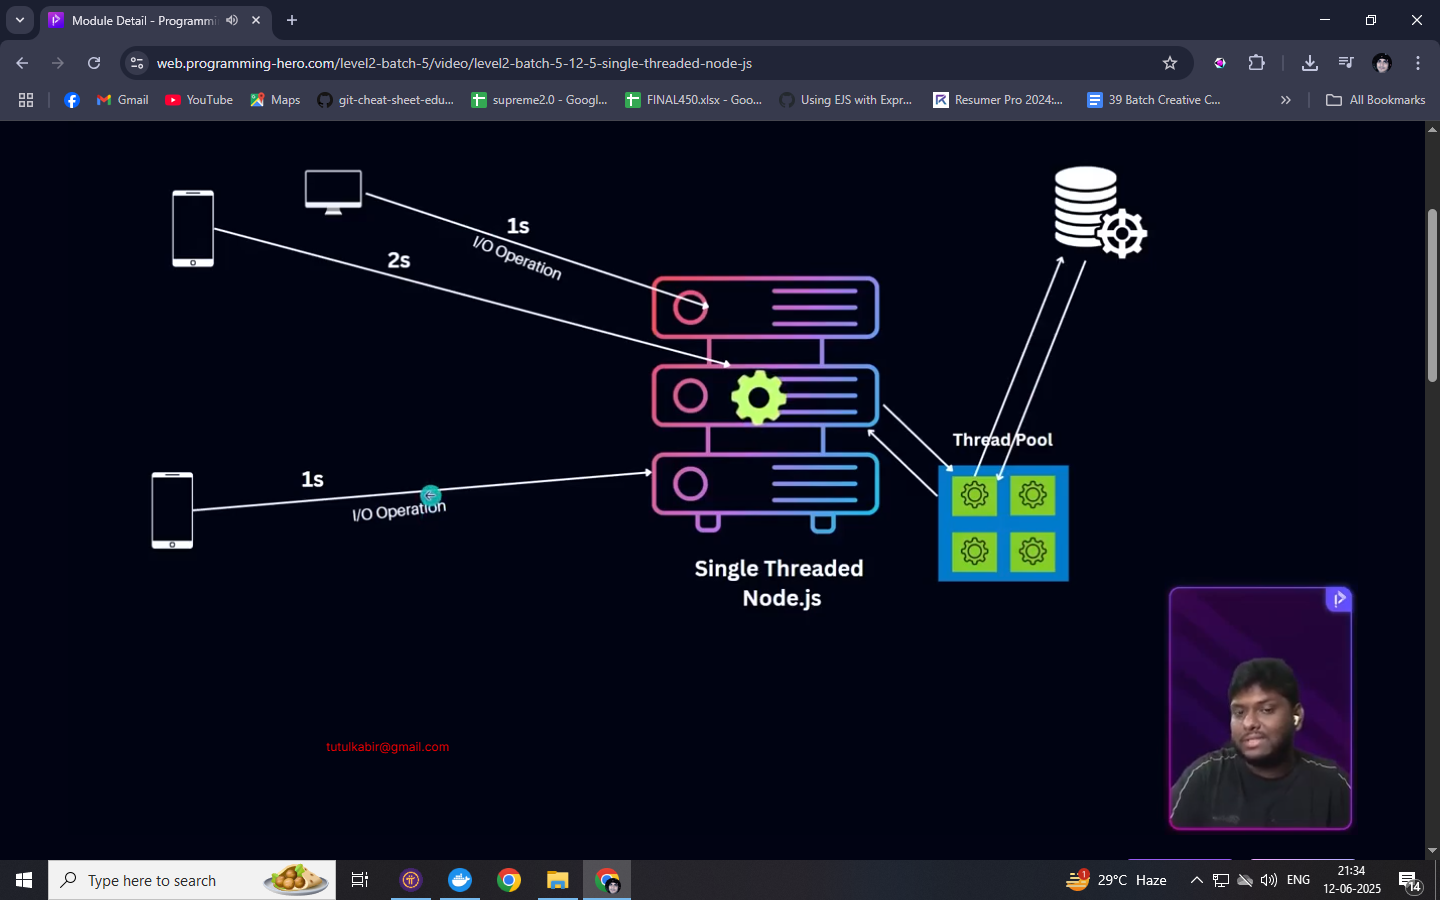 Module Detail - Programmi
web.programming-hero.com/level2-batch-5/video/level2-batch-5-12-5-single-threaded-node-js
Gmail
YouTube
Maps
git-cheat-sheet-edu...
supreme2.0 - Googl...
FINAL450.xlsx - Goo...
Using EJS with Expr...
Resumer Pro 2024:...
39 Batch Creative C...
»
All Bookmarks
1s
I/O Operation
2s
Thread Pool
1s
I/O Operation
Single Threaded
Node.js
tutulkabir@gmail.com
Type here to search
1
29°C Haze
ENG
21:34
12-06-2025
14